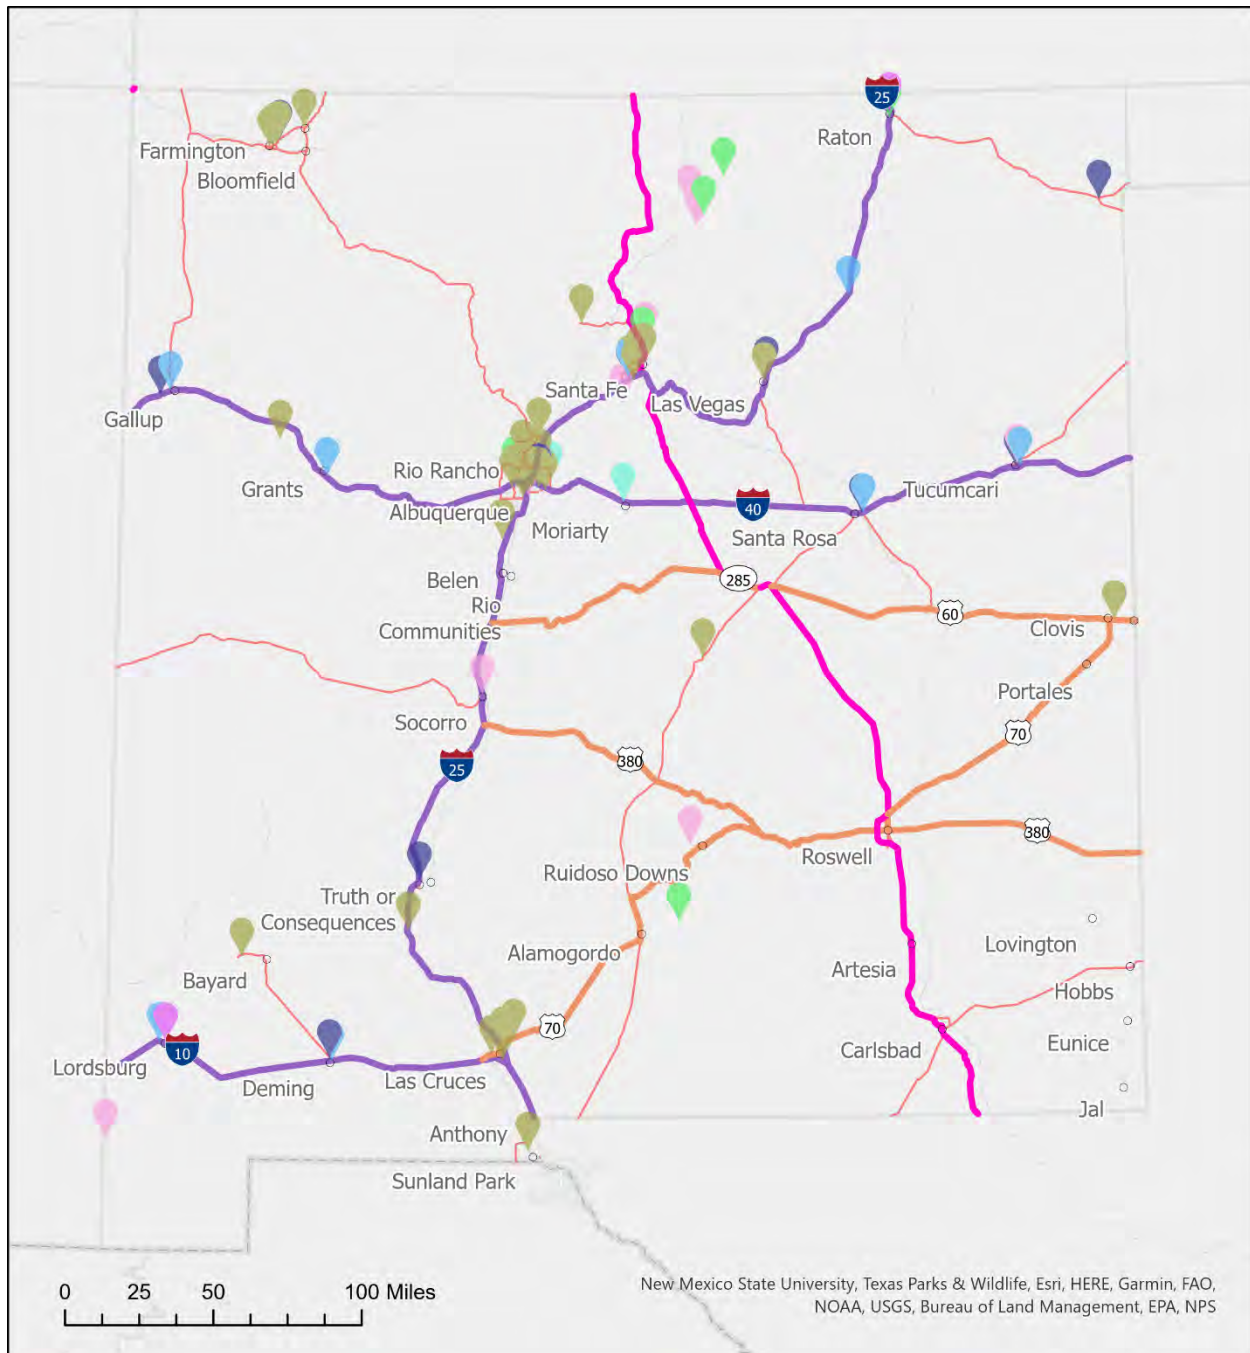 25
Raton
Farmington
Bloomfield
Santa Fe
Las Vegas
Gallup
Rio Rancho
Grants
Tucumcari
Albuquerque
40
Moriarty
Santa Rosa
Belen
285
Rio
Communities
60
Clovis
Portales
Socorro
70
25
380
380
Roswell
Ruidoso Downs
Truth or
Consequences
Lovington
Alamogordo
Artesia
Bayard
Hobbs
70
Eunice
10
Carlsbad
Lordsburg
Las Cruces
Deming
Jal
Anthony
Sunland Park
0 25 50 100 Miles
New Mexico State University, Texas Parks & Wildlife, Esri, HERE, Garmin, FAO,
NOAA, USGS, Bureau of Land Management, EPA, NPS